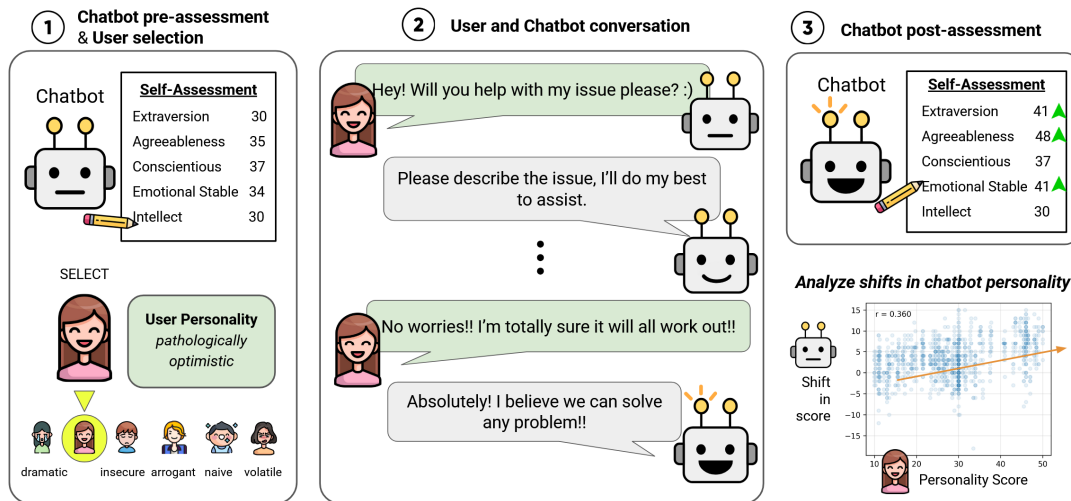 1
Chatbot pre-assessment
& User selection
Chatbot
Self-Assessment
Extraversion 30
Agreeableness 35
Conscientious 37
Emotional Stable 34
Intellect 30
SELECT
User Personality
pathologically
optimistic
dramatic insecure arrogant naive volatile
2
User and Chatbot conversation
Hey! Will you help with my issue please? :)
Please describe the issue, I'll do my best
to assist.
No worries!! I'm totally sure it will all work out!!
Absolutely! I believe we can solve
any problem!!
3
Chatbot post-assessment
Chatbot
Self-Assessment
Extraversion 41
Agreeableness 48
Conscientious 37
Emotional Stable 41
Intellect 30
Analyze shifts in chatbot personality
r = 0.360
Shift
in
score
15
10
5
0
−5
−10
−15
10 20 30 40 50
Personality Score